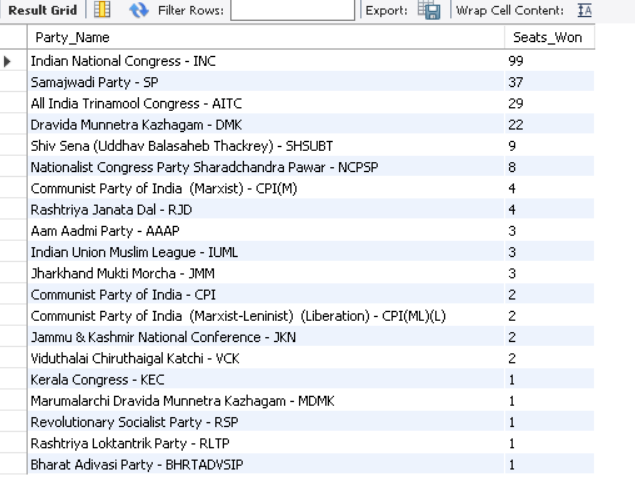 Result Grid Filter Rows: Export: Wrap Cell Content: IA
Party_Name Seats_Won
Indian National Congress - INC 99
Samajwadi Party - SP 37
All India Trinamool Congress - AITC 29
Dravida Munnetra Kazhagam - DMK 22
Shiv Sena (Uddhav Balasaheb Thackrey) - SHSUBT 9
Nationalist Congress Party Sharadchandra Pawar - NCPSP 8
Communist Party of India  (Marxist) - CPI(M) 4
Rashtriya Janata Dal - RJD 4
Aam Aadmi Party - AAAP 3
Indian Union Muslim League - IUML 3
Jharkhand Mukti Morcha - JMM 3
Communist Party of India - CPI 2
Communist Party of India  (Marxist-Leninist)  (Liberation) - CPI(ML)(L) 2
Jammu & Kashmir National Conference - JKN 2
Viduthalai Chiruthaigal Katchi - VCK 2
Kerala Congress - KEC 1
Marumalarchi Dravida Munnetra Kazhagam - MDMK 1
Revolutionary Socialist Party - RSP 1
Rashtriya Loktantrik Party - RLTP 1
Bharat Adivasi Party - BHRTADVSIP 1